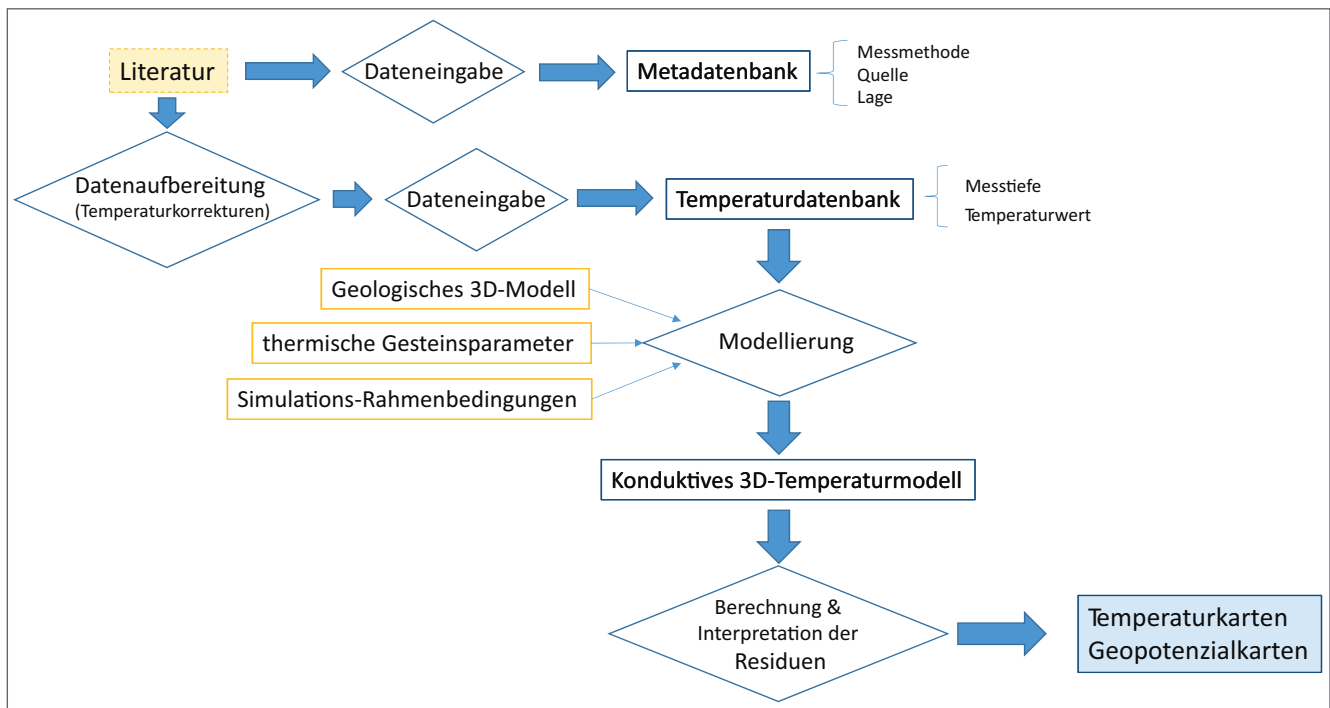 Literatur
Dateneingabe
Metadatenbank
Messmethode
Quelle
Lage
Datenaufbereitung
(Temperaturkorrekturen)
Dateneingabe
Temperaturdatenbank
Messtiefe
Temperaturwert
Geologisches 3D-Modell
thermische Gesteinsparameter
Simulations-Rahmenbedingungen
Modellierung
Konduktives 3D-Temperaturmodell
Berechnung &
Interpretation der
Residuen
Temperaturkarten
Geopotenzialkarten